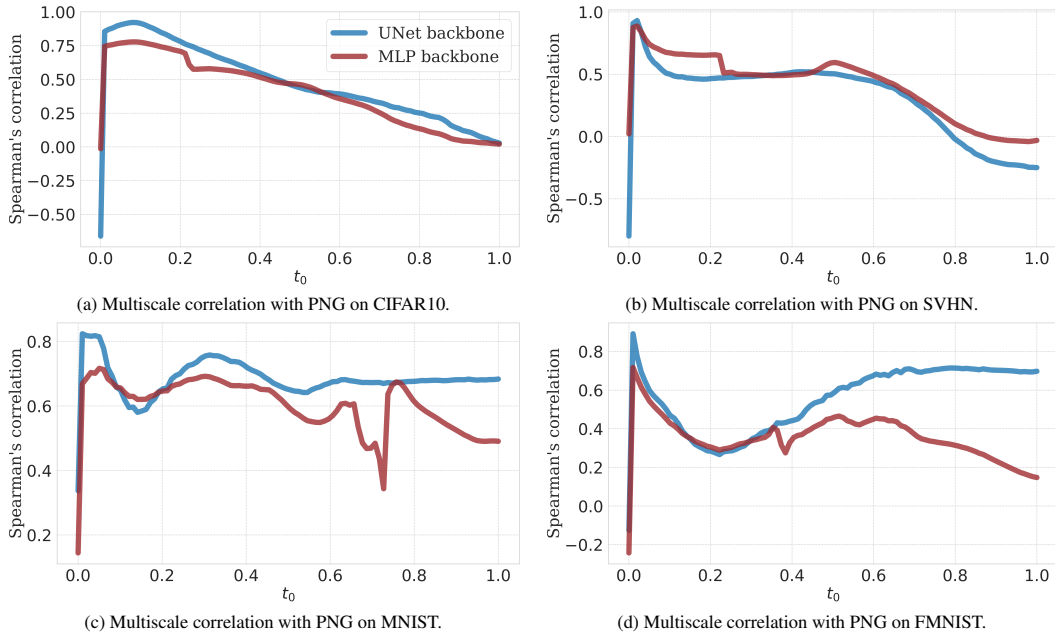 1.00
0.75
0.50
0.25
0.00
−0.25
−0.50
Spearman's correlation
UNet backbone
MLP backbone
0.0 0.2 0.4 0.6 0.8 1.0
t₀
(a) Multiscale correlation with PNG on CIFAR10.
1.0
0.5
0.0
−0.5
Spearman's correlation
0.0 0.2 0.4 0.6 0.8 1.0
t₀
(b) Multiscale correlation with PNG on SVHN.
0.8
0.6
0.4
0.2
Spearman's correlation
0.0 0.2 0.4 0.6 0.8 1.0
t₀
(c) Multiscale correlation with PNG on MNIST.
0.8
0.6
0.4
0.2
0.0
−0.2
Spearman's correlation
0.0 0.2 0.4 0.6 0.8 1.0
t₀
(d) Multiscale correlation with PNG on FMNIST.